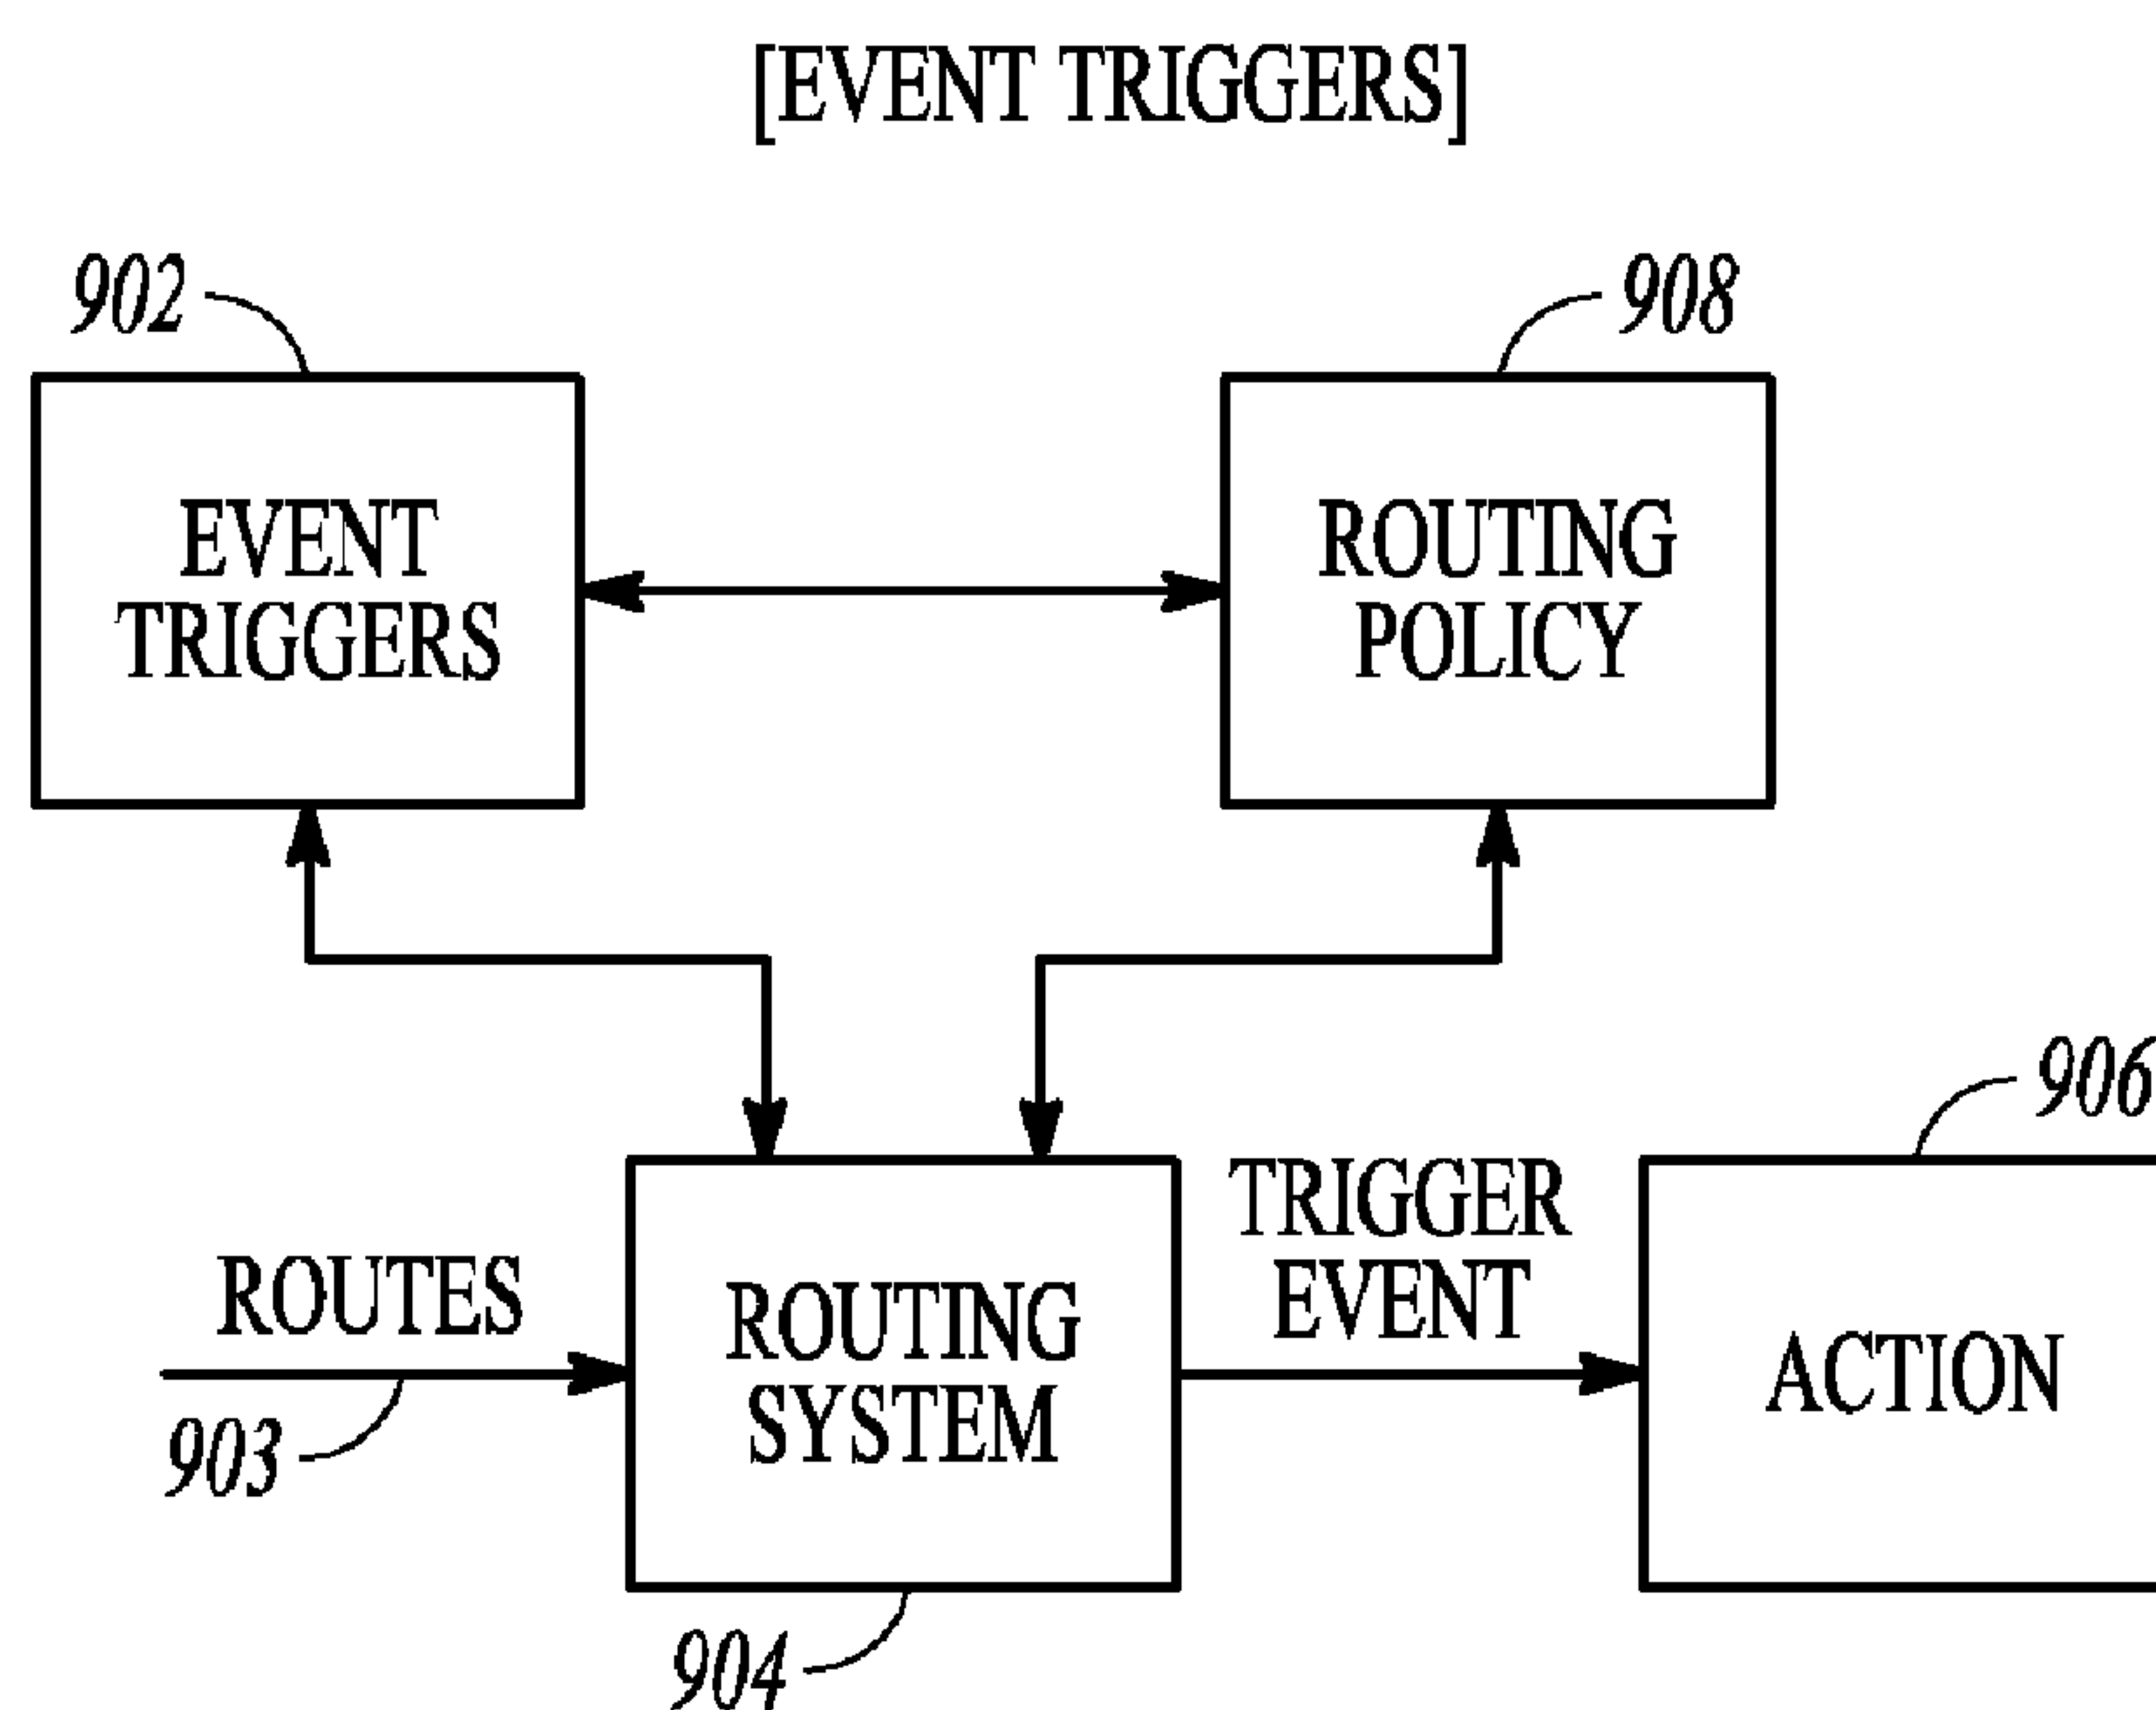 [EVENT TRIGGERS]
902
908
EVENT
TRIGGERS
ROUTING
POLICY
906
ROUTES
903
ROUTING
SYSTEM
904
TRIGGER
EVENT
ACTION